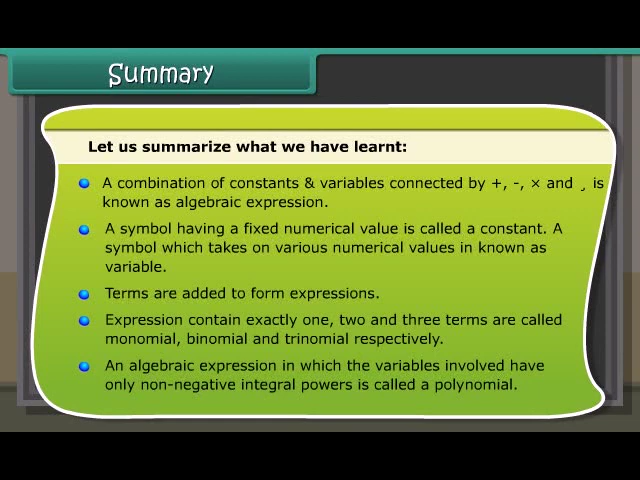 Summary
Let us summarize what we have learnt:
A combination of constants & variables connected by +, -, × and ¸ is
known as algebraic expression.
A symbol having a fixed numerical value is called a constant. A
symbol which takes on various numerical values in known as
variable.
Terms are added to form expressions.
Expression contain exactly one, two and three terms are called
monomial, binomial and trinomial respectively.
An algebraic expression in which the variables involved have
only non-negative integral powers is called a polynomial.